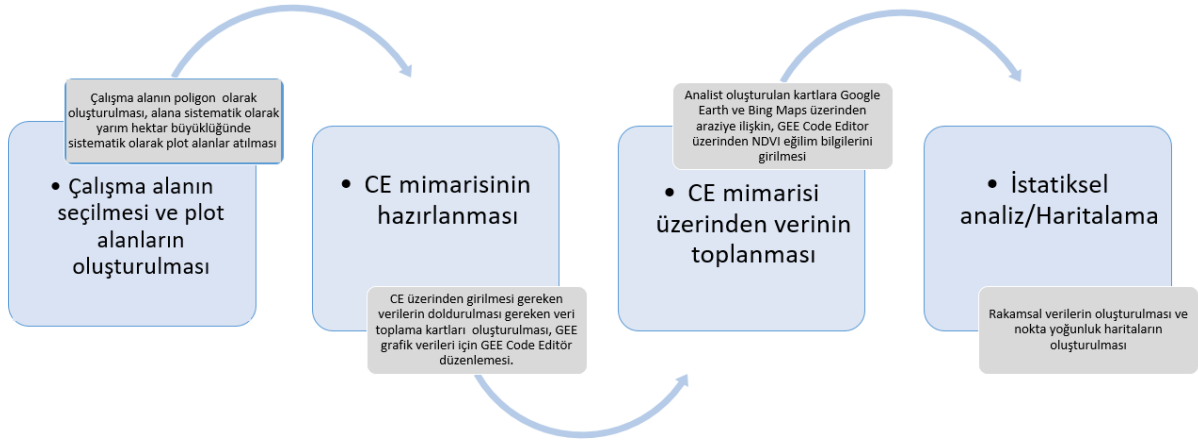 Çalışma alanın poligon olarak
oluşturulması, alana sistematik olarak
yarım hektar büyüklüğünde
sistematik olarak plot alanlar atılması
• Çalışma alanın
seçilmesi ve plot
alanların
oluşturulması
• CE mimarisinin
hazırlanması
CE üzerinden girilmesi gereken
verilerin doldurulması gereken veri
toplama kartları oluşturulması, GEE
grafik verileri için GEE Code Editör
düzenlemesi.
Analist oluşturulan kartlara Google
Earth ve Bing Maps üzerinden
araziye ilişkin, GEE Code Editor
üzerinden NDVI eğilim bilgilerini
girilmesi
• CE mimarisi
üzerinden verinin
toplanması
• İstatiksel
analiz/Haritalama
Rakamsal verilerin oluşturulması ve
nokta yoğunluk haritaların
oluşturulması